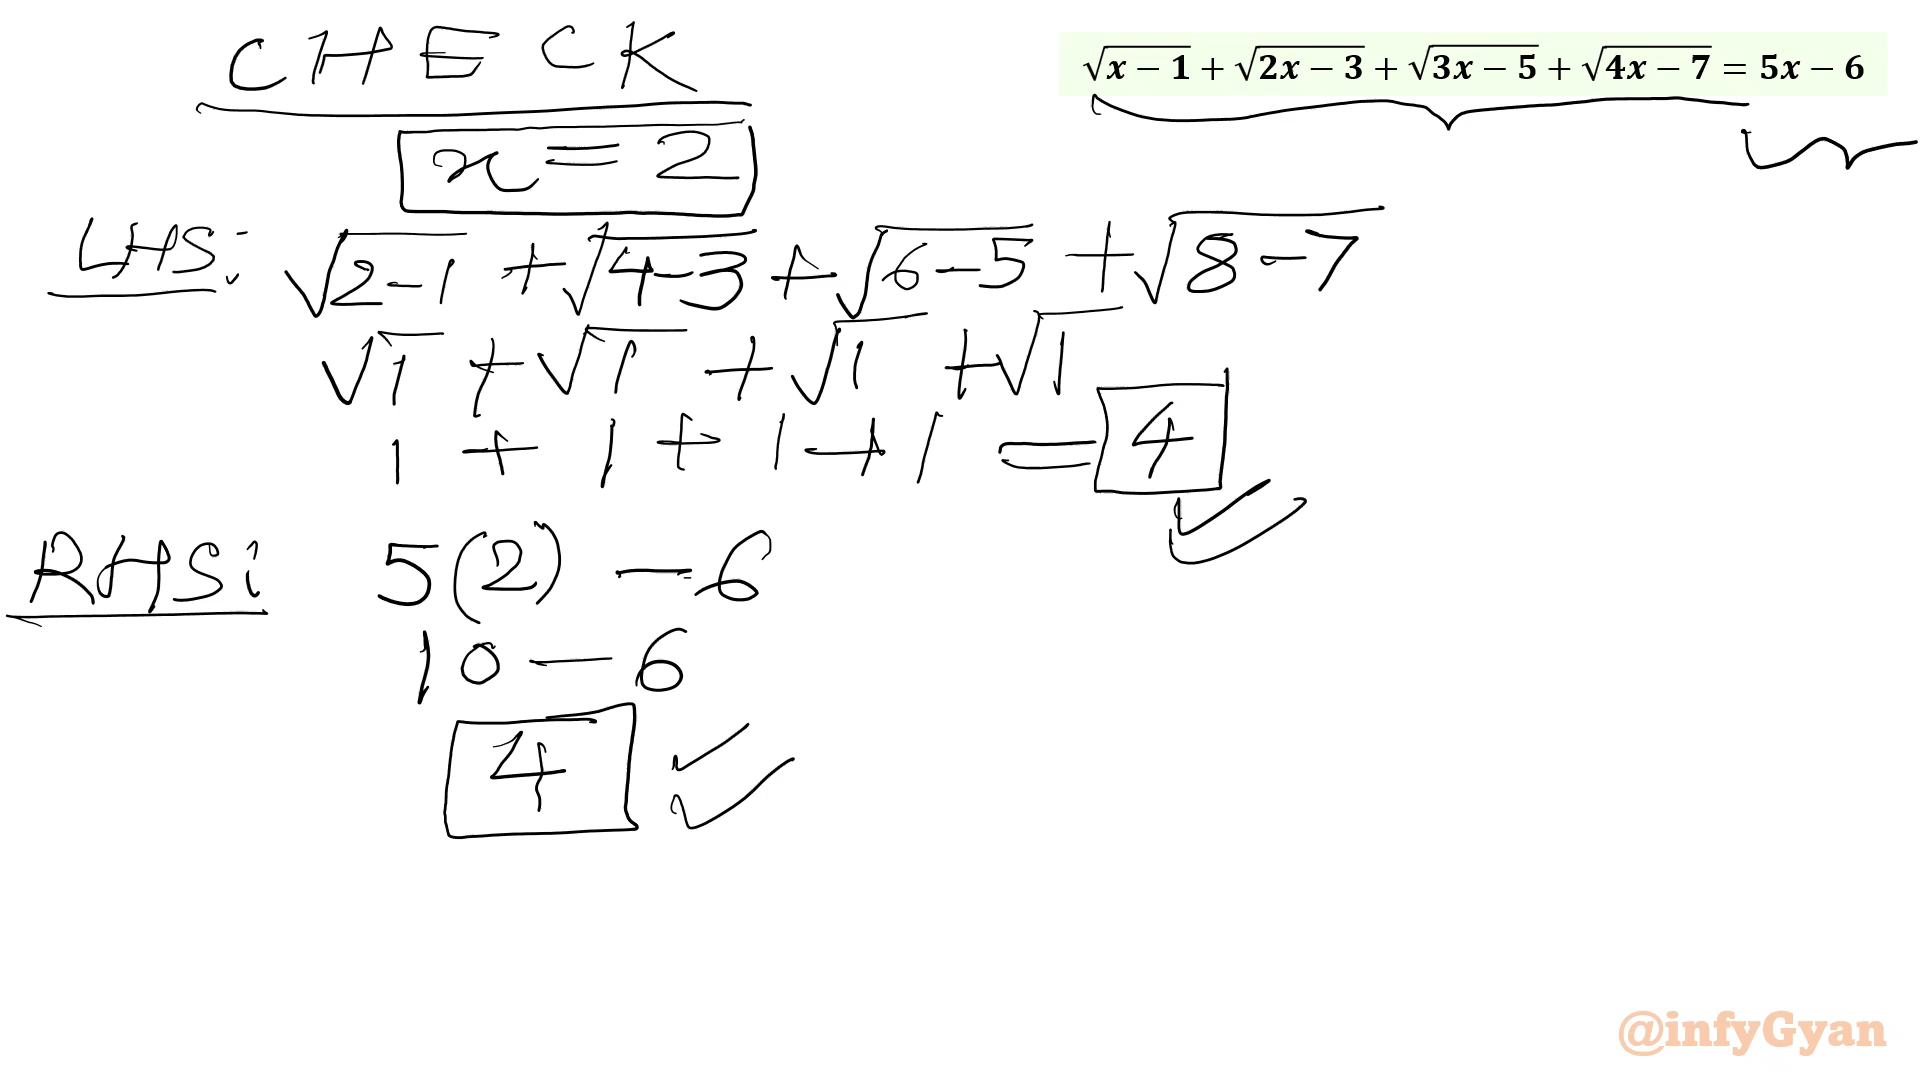 CHECK
√x − 1 + √2x − 3 + √3x − 5 + √4x − 7 = 5x − 6
x = 2
LHS: √2-1 + √4-3 + √6-5 + √8-7
√1 + √1 + √1 + √1
1 + 1 + 1 + 1 = 4
RHS: 5(2) - 6
10 - 6
4
@infyGyan